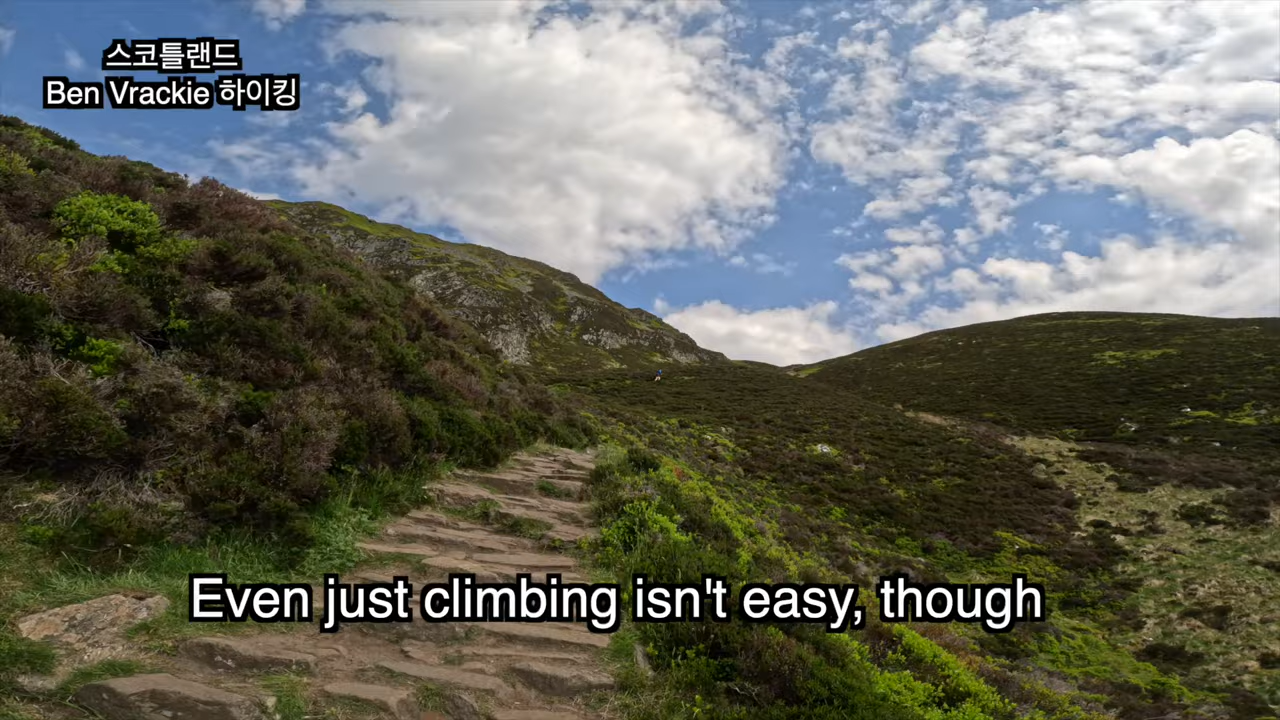 스코틀랜드
Ben Vrackie 하이킹
Even just climbing isn't easy, though